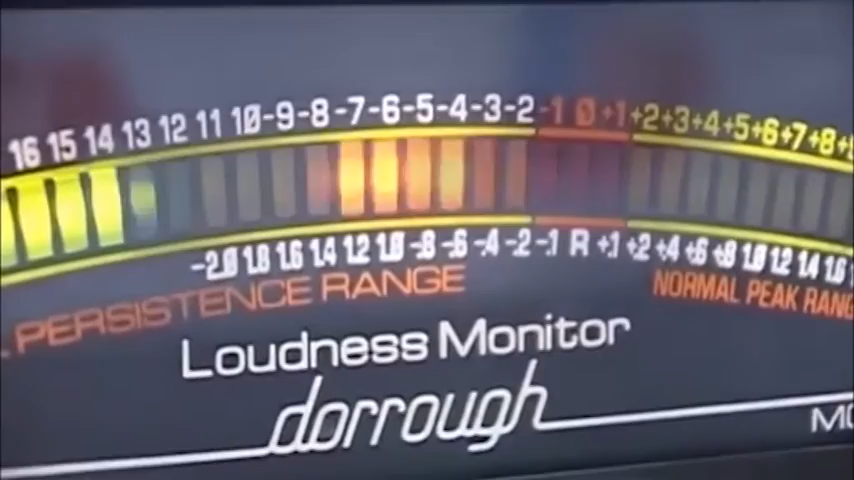 16 15 14 13 12 11 10-9-8-7-6-5-4-3-2-1 0+1+2+3+4+5+6+7+8+
-2.0 1.8 1.6 1.4 1.2 1.0 -.8 -.6 -.4 -.2 -.1 R +.1 +.2 +.4 +.6 +.8 1.0 1.2 1.4 1.6
PERSISTENCE RANGE
NORMAL PEAK RANG
Loudness Monitor
dorrough
MO